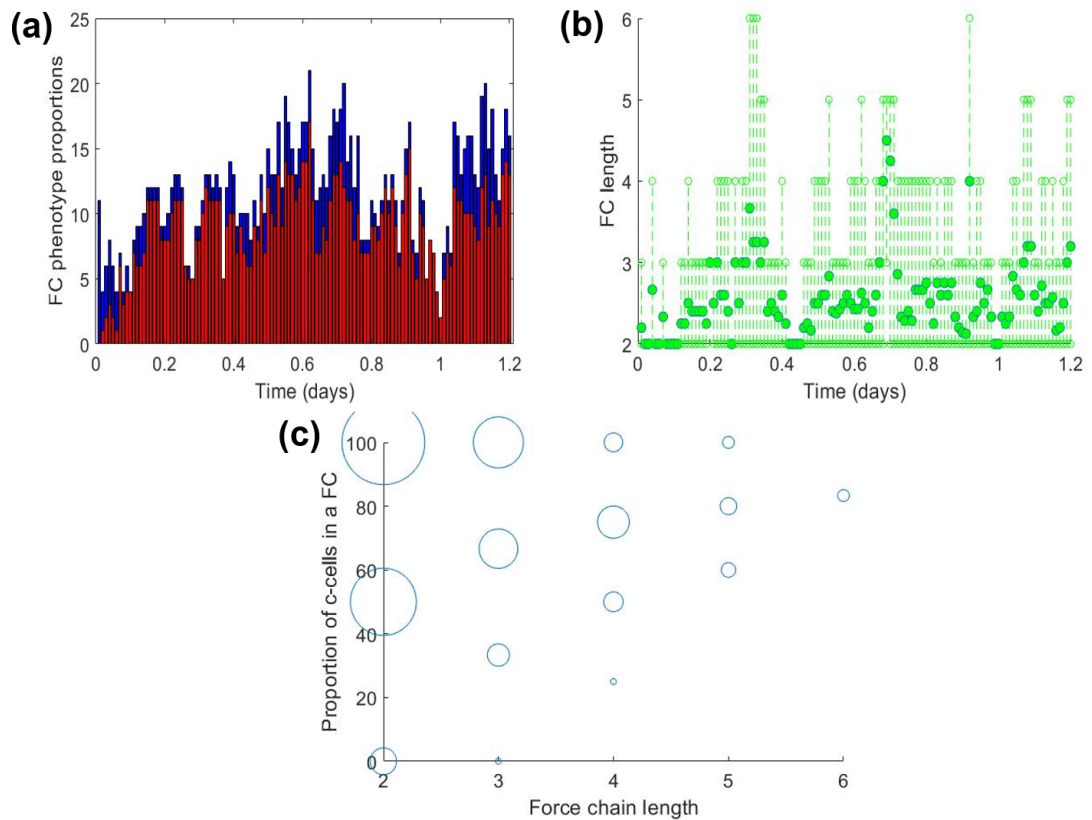 (a)
FC phenotype proportions
25
20
15
10
5
0
0 0.2 0.4 0.6 0.8 1 1.2
Time (days)
(b)
FC length
6
5
4
3
2
0 0.2 0.4 0.6 0.8 1 1.2
Time (days)
(c)
Proportion of c-cells in a FC
100
80
60
40
20
0
2 3 4 5 6
Force chain length